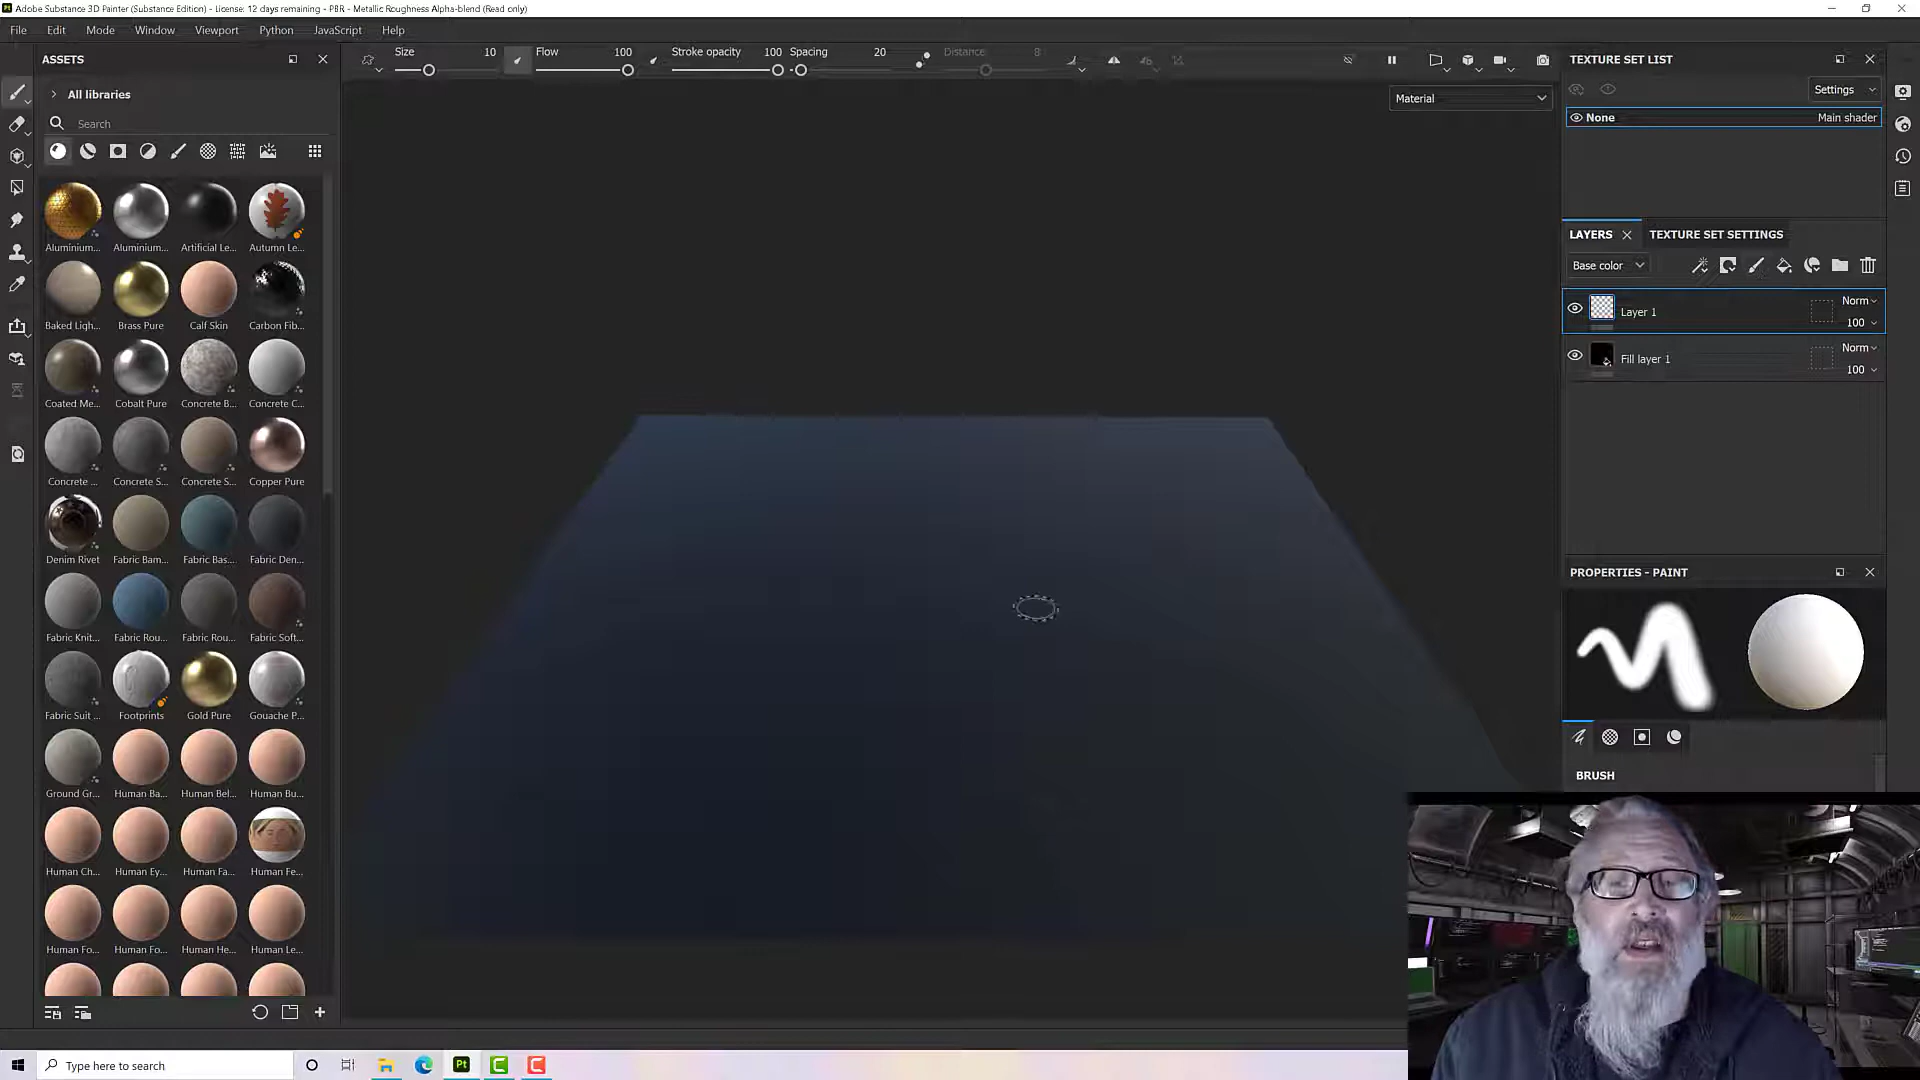 Adobe Substance 3D Painter (Substance Edition) - License: 12 days remaining - PBR - Metallic Roughness Alpha-blend (Read only)
File Edit Mode Window Viewport Python JavaScript Help
ASSETS
Size 10 Flow 100 Stroke opacity 100 Spacing 20 Distance 8
TEXTURE SET LIST
All libraries
Settings
Material
Search
None Main shader
Aluminium... Aluminium... Artificial Le... Autumn Le...
LAYERS TEXTURE SET SETTINGS
Base color
Baked Ligh... Brass Pure Calf Skin Carbon Fib...
Layer 1 Norm 100
Fill layer 1 Norm 100
Coated Me... Cobalt Pure Concrete B... Concrete C...
Concrete ... Concrete S... Concrete S... Copper Pure
Denim Rivet Fabric Bam... Fabric Bas... Fabric Den...
PROPERTIES - PAINT
Fabric Knit... Fabric Rou... Fabric Rou... Fabric Soft...
Fabric Suit ... Footprints Gold Pure Gouache P...
BRUSH
Ground Gr... Human Ba... Human Bel... Human Bu...
Human Ch... Human Ey... Human Fa... Human Fe...
Human Fo... Human Fo... Human He... Human Le...
Pt
Type here to search